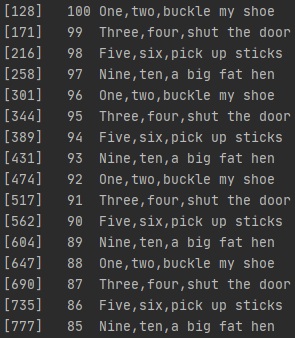 [128] 100 One,two,buckle my shoe
[171] 99 Three,four,shut the door
[216] 98 Five,six,pick up sticks
[258] 97 Nine,ten,a big fat hen
[301] 96 One,two,buckle my shoe
[344] 95 Three,four,shut the door
[389] 94 Five,six,pick up sticks
[431] 93 Nine,ten,a big fat hen
[474] 92 One,two,buckle my shoe
[517] 91 Three,four,shut the door
[562] 90 Five,six,pick up sticks
[604] 89 Nine,ten,a big fat hen
[647] 88 One,two,buckle my shoe
[690] 87 Three,four,shut the door
[735] 86 Five,six,pick up sticks
[777] 85 Nine,ten,a big fat hen